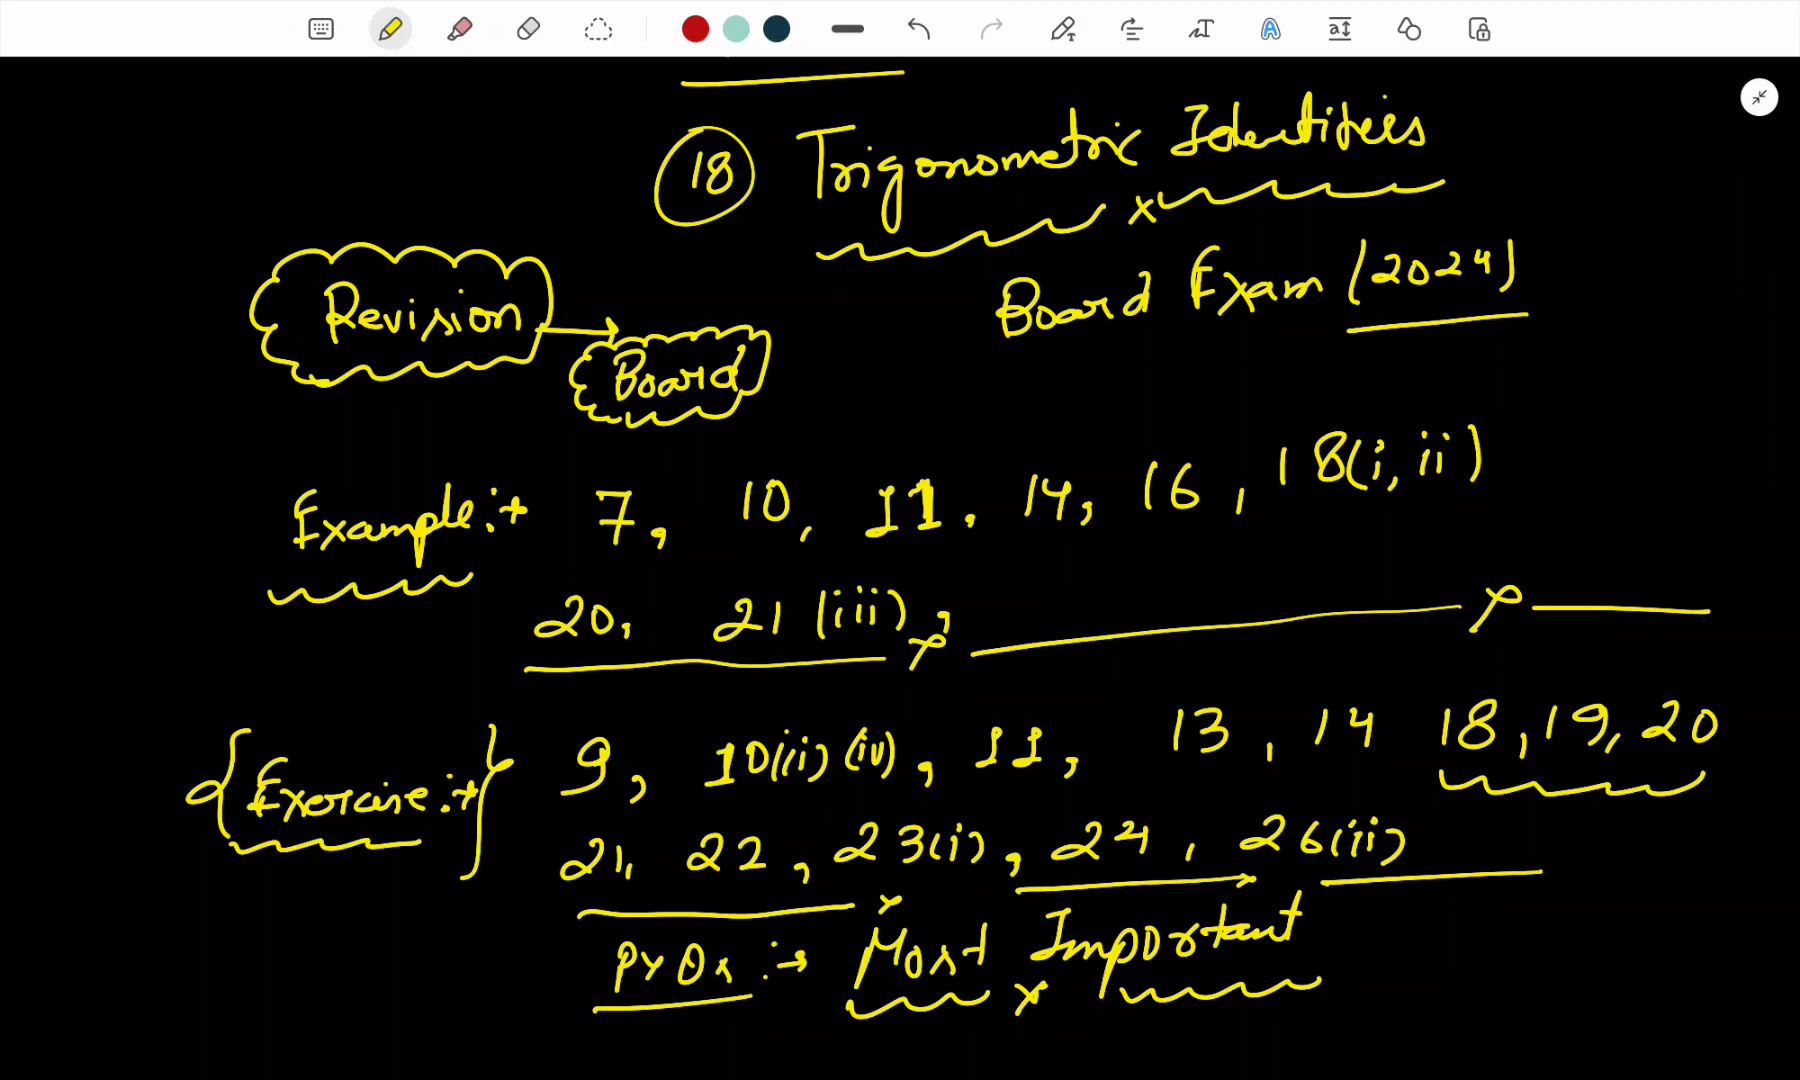 18 Trigonometric Identities
Board Exam (2024)
Revision
Board
Example :→ 7, 10, 11, 14, 16, 18(i, ii)
20, 21 (iii),
Exercise :→ 9, 10(ii) (iv), 11, 13, 14 18, 19, 20
21, 22, 23(i), 24, 26(ii)
PYQs :→ Most Important